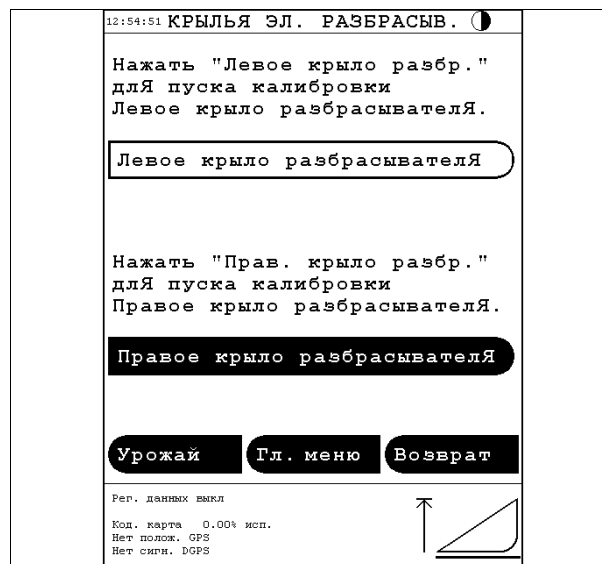 12:54:51 КРЫЛЬЯ ЭЛ. РАЗБРАСЫВ.
Нажать "Левое крыло разбр."
длЯ пуска калибровки
Левое крыло разбрасывателЯ.
Левое крыло разбрасывателЯ
Нажать "Прав. крыло разбр."
длЯ пуска калибровки
Правое крыло разбрасывателЯ.
Правое крыло разбрасывателЯ
Урожай Гл. меню Возврат
Рег. данных выкл
Код. карта 0.00% исп.
Нет полож. GPS
Нет сигн. DGPS